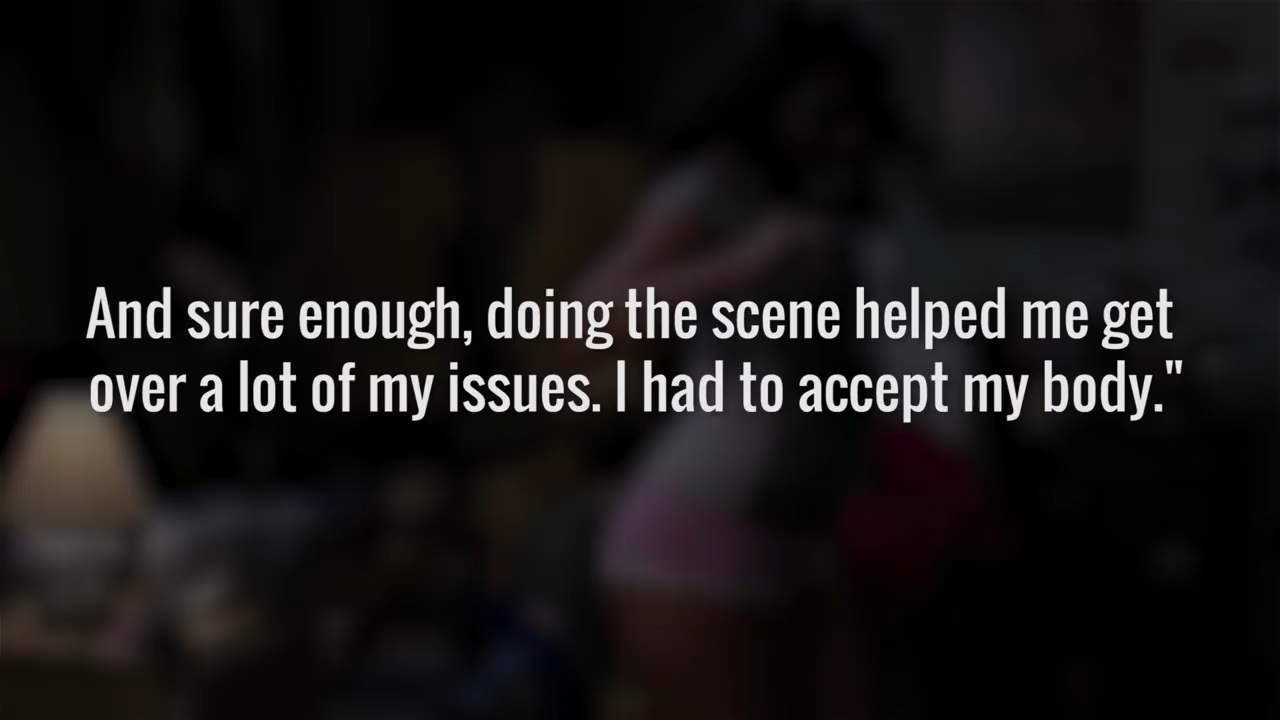 And sure enough, doing the scene helped me get
over a lot of my issues. I had to accept my body."